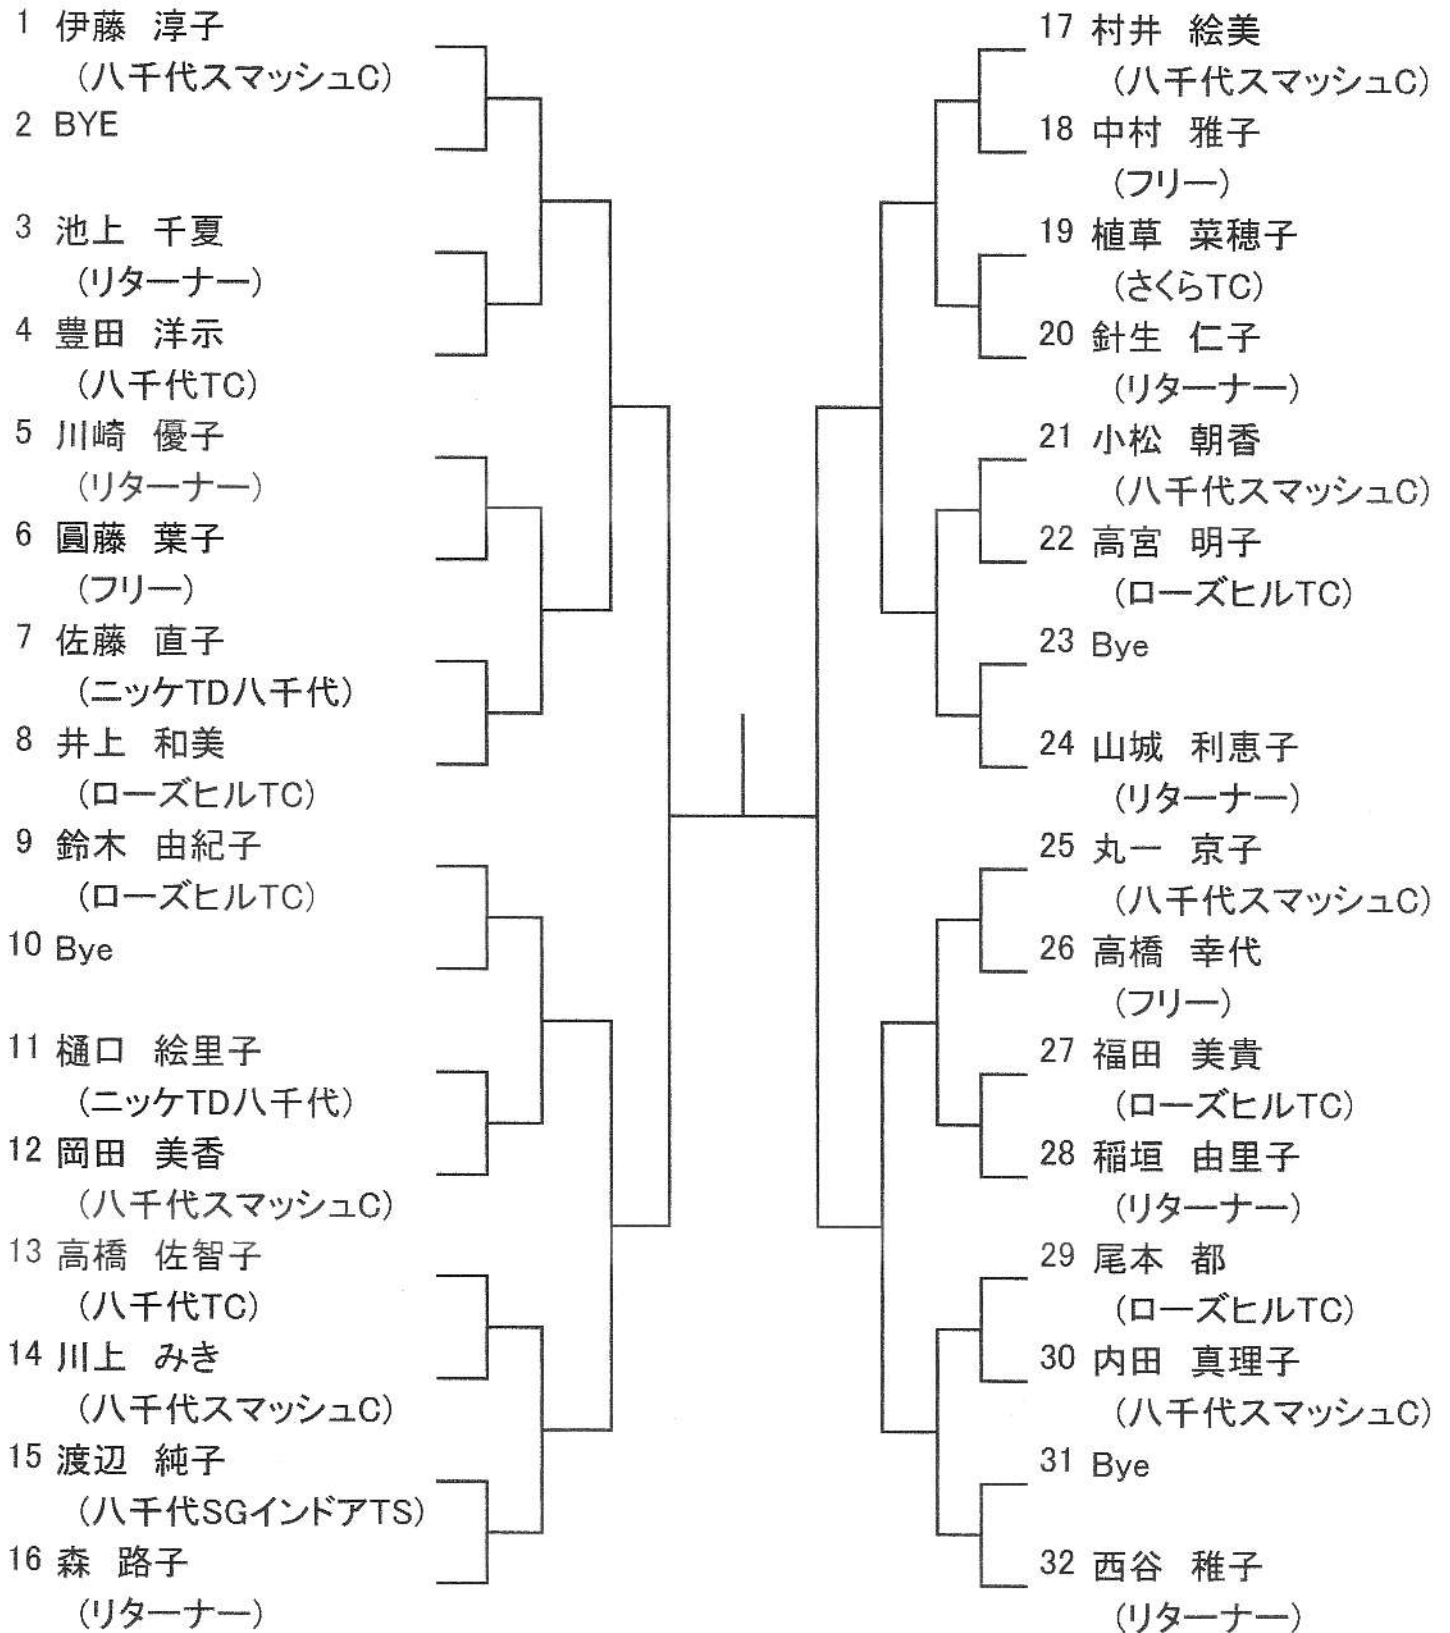 1 伊藤 淳子
(八千代スマッシュC)
2 BYE
3 池上 千夏
(リターナー)
4 豊田 洋示
(八千代TC)
5 川崎 優子
(リターナー)
6 圓藤 葉子
(フリー)
7 佐藤 直子
(ニッケTD八千代)
8 井上 和美
(ローズヒルTC)
9 鈴木 由紀子
(ローズヒルTC)
10 Bye
11 樋口 絵里子
(ニッケTD八千代)
12 岡田 美香
(八千代スマッシュC)
13 高橋 佐智子
(八千代TC)
14 川上 みき
(八千代スマッシュC)
15 渡辺 純子
(八千代SGインドアTS)
16 森 路子
(リターナー)
17 村井 絵美
(八千代スマッシュC)
18 中村 雅子
(フリー)
19 植草 菜穂子
(さくらTC)
20 針生 仁子
(リターナー)
21 小松 朝香
(八千代スマッシュC)
22 高宮 明子
(ローズヒルTC)
23 Bye
24 山城 利恵子
(リターナー)
25 丸一 京子
(八千代スマッシュC)
26 高橋 幸代
(フリー)
27 福田 美貴
(ローズヒルTC)
28 稲垣 由里子
(リターナー)
29 尾本 都
(ローズヒルTC)
30 内田 真理子
(八千代スマッシュC)
31 Bye
32 西谷 稚子
(リターナー)